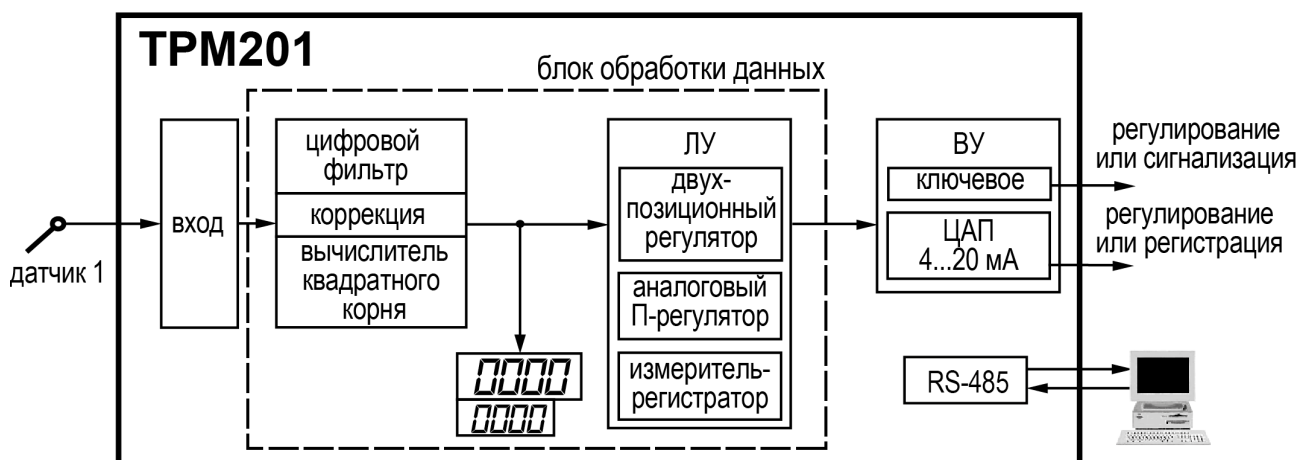 ТРМ201
блок обработки данных
датчик 1
вход
цифровой
фильтр
коррекция
вычислитель
квадратного
корня
0000
0000
ЛУ
двух-
позиционный
регулятор
аналоговый
П-регулятор
измеритель-
регистратор
ВУ
ключевое
ЦАП
4...20 мА
RS-485
регулирование
или сигнализация
регулирование
или регистрация